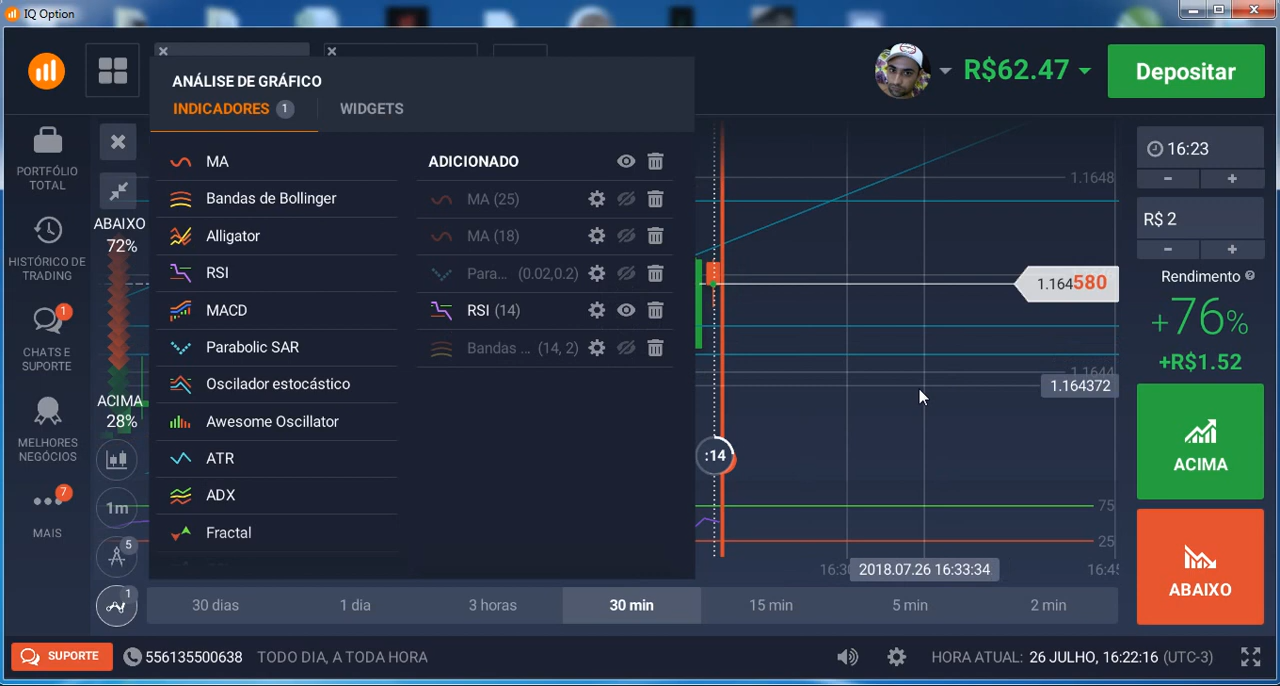 IQ Option
R$62.47
Depositar
PORTFÓLIO
TOTAL
HISTÓRICO DE
TRADING
1
CHATS E
SUPORTE
MELHORES
NEGÓCIOS
7
MAIS
ABAIXO
72%
ACIMA
28%
1m
5
1
ANÁLISE DE GRÁFICO
INDICADORES 1
WIDGETS
MA
Bandas de Bollinger
Alligator
RSI
MACD
Parabolic SAR
Oscilador estocástico
Awesome Oscillator
ATR
ADX
Fractal
ADICIONADO
MA (25)
MA (18)
Para... (0.02,0.2)
RSI (14)
Bandas ... (14, 2)
1.1648
1.164580
1.1644
1.164372
:14
75
25
16:30
2018.07.26 16:33:34
16:45
16:23
- +
R$ 2
- +
Rendimento ?
+76%
+R$1.52
ACIMA
ABAIXO
30 dias
1 dia
3 horas
30 min
15 min
5 min
2 min
SUPORTE
556135500638
TODO DIA, A TODA HORA
HORA ATUAL: 26 JULHO, 16:22:16 (UTC-3)